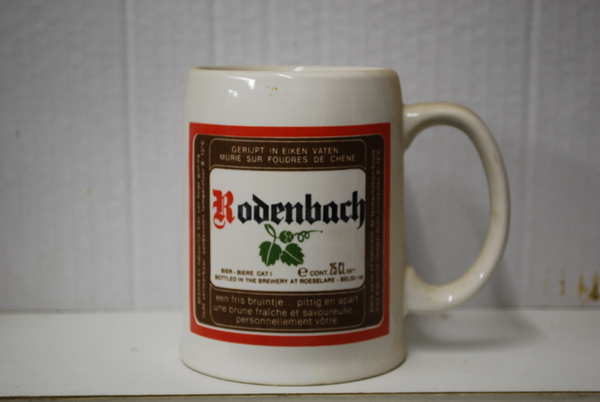 GERIJPT IN EIKEN VATEN
MURIE SUR FOUDRES DE CHENE
Rodenbach
BIER - BIERE CAT I
e CONT. 25 CL
BOTTLED IN THE BREWERY AT ROESELARE - BELGIUM
een fris bruintje... pittig en apart
une brune fraîche et savoureuse...
personnellement vôtre